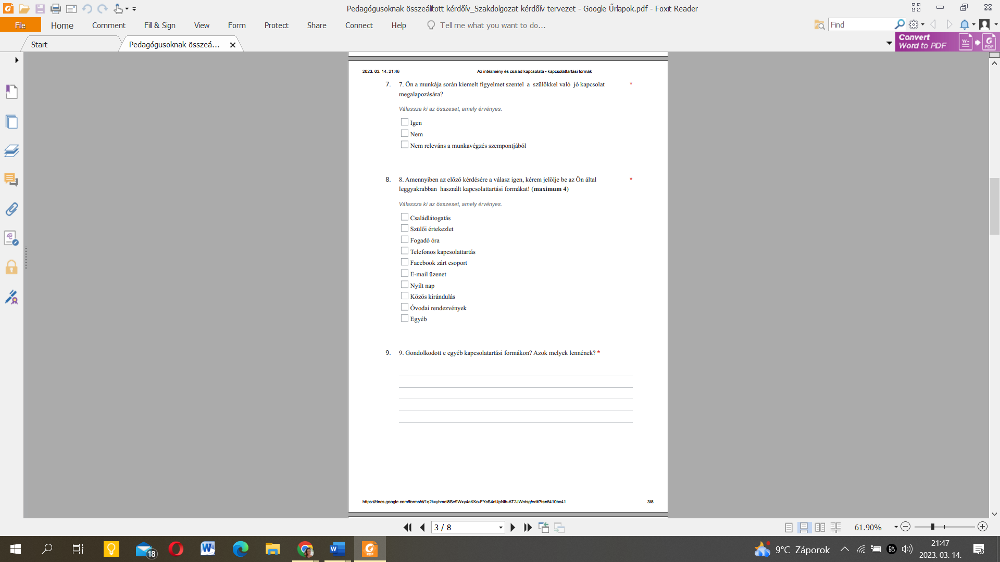 Pedagógusoknak összeálított kérdőív_Szakdolgozat kérdőív tervezet - Google Űrlapok.pdf - Foxit Reader
File Home Comment Fill & Sign View Form Protect Share Connect Help Tell me what you want to do... Find
Start Pedagógusoknak összeá... Convert Word to PDF
2023. 03. 14. 21:46 Az intézmény és család kapcsolata - kapcsolattartási formák
7. 7. Ön a munkája során kiemelt figyelmet szentel a szülőkkel való jó kapcsolat *
megalapozására?
Válassza ki az összeset, amely érvényes.
Igen
Nem
Nem releváns a munkavégzés szempontjából
8. 8. Amennyiben az előző kérdésére a válasz igen, kérem jelölje be az Ön által *
leggyakrabban használt kapcsolattartási formákat! (maximum 4)
Válassza ki az összeset, amely érvényes.
Családlátogatás
Szülői értekezlet
Fogadó óra
Telefonos kapcsolattartás
Facebook zárt csoport
E-mail üzenet
Nyílt nap
Közös kirándulás
Óvodai rendezvények
Egyéb
9. 9. Gondolkodott e egyéb kapcsolatartási formákon? Azok melyek lennének? *
https://docs.google.com/forms/d/1q2kxyhmei8Se9Wxy4aKKo-FYcS4nUpNlb-AT2JWntsg/edit?ts=6410bc41 3/8
3 / 8 61.90%
18 9°C Záporok 21:47
2023. 03. 14.